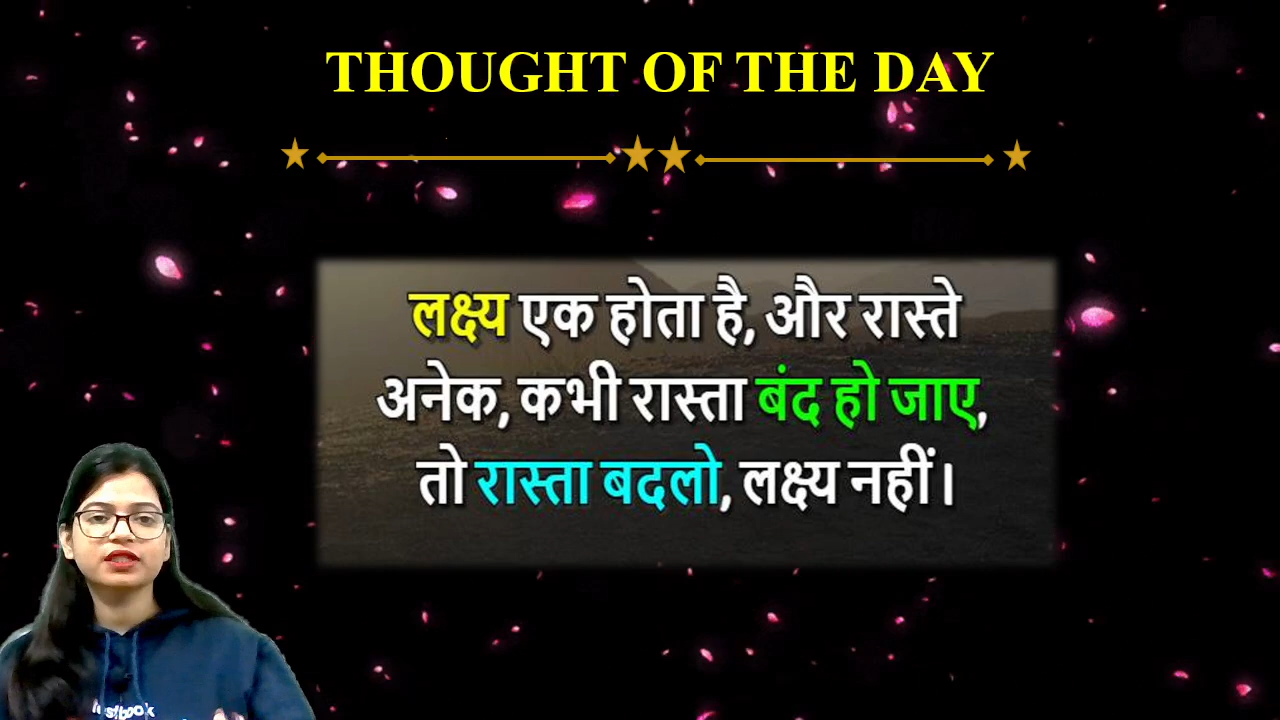 THOUGHT OF THE DAY
लक्ष्य एक होता है, और रास्ते
अनेक, कभी रास्ता बंद हो जाए,
तो रास्ता बदलो, लक्ष्य नहीं।